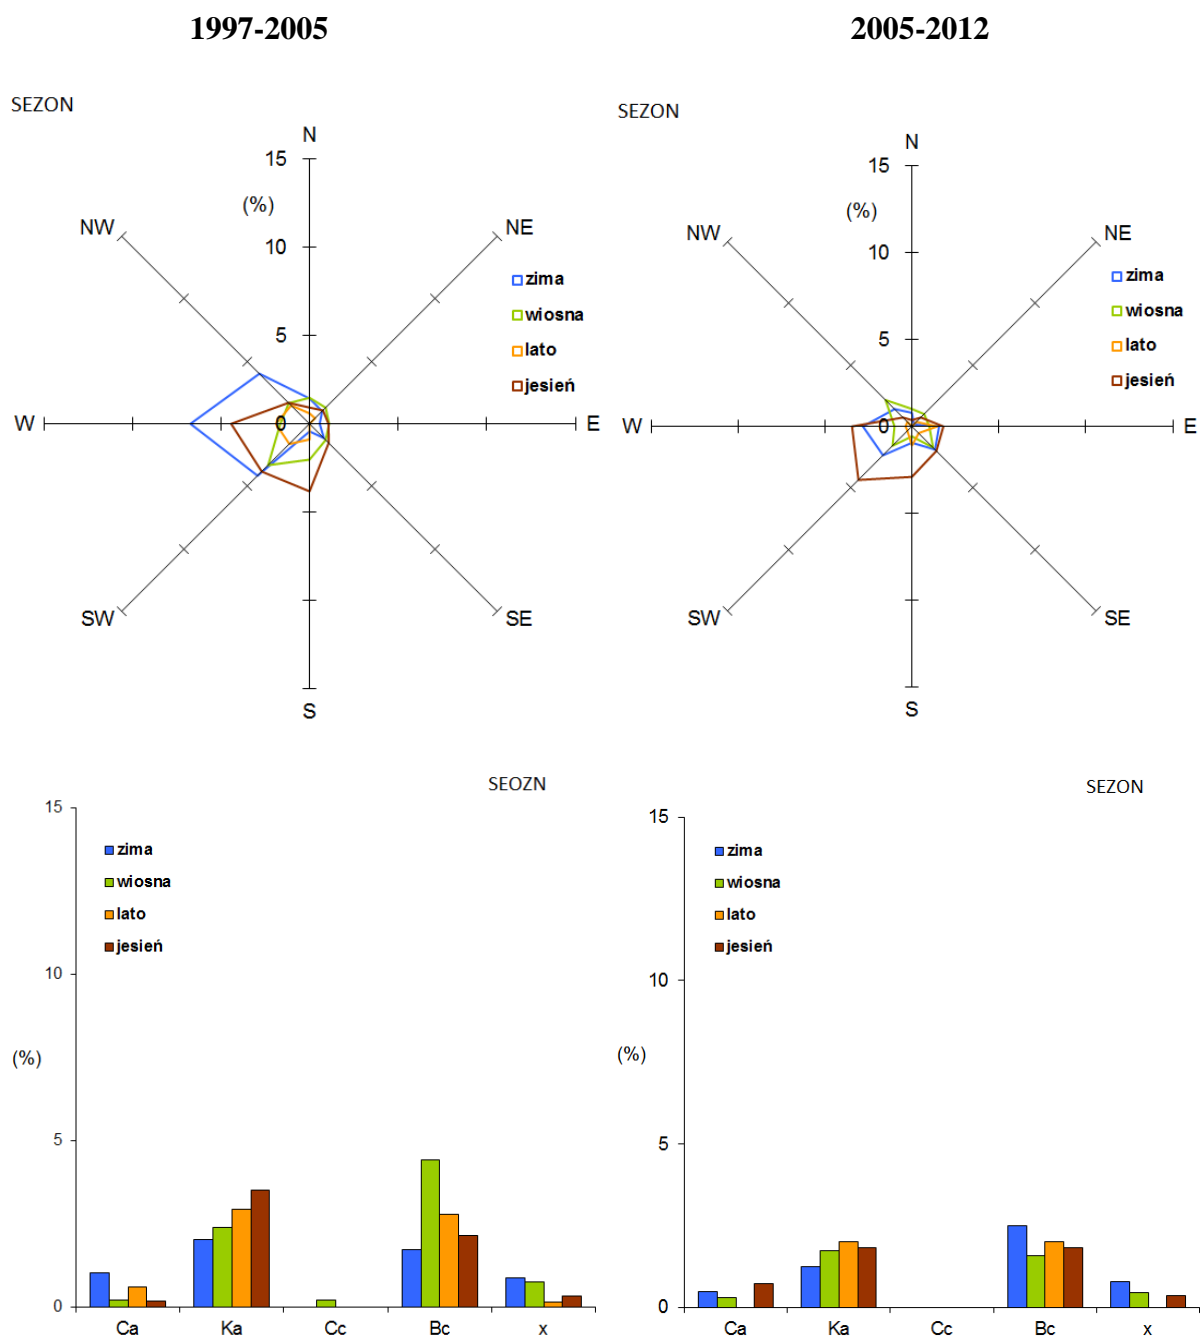 1997-2005
2005-2012
SEZON
N
15
(%)
NW
NE
10
zima
wiosna
5
lato
jesień
W
0
E
SW
SE
S
SEZON
N
15
(%)
NW
NE
10
zima
wiosna
5
lato
jesień
W
0
E
SW
SE
S
SEOZN
15
zima
wiosna
lato
jesień
10
(%)
5
0
Ca Ka Cc Bc x
SEZON
15
zima
wiosna
lato
jesień
10
(%)
5
0
Ca Ka Cc Bc x